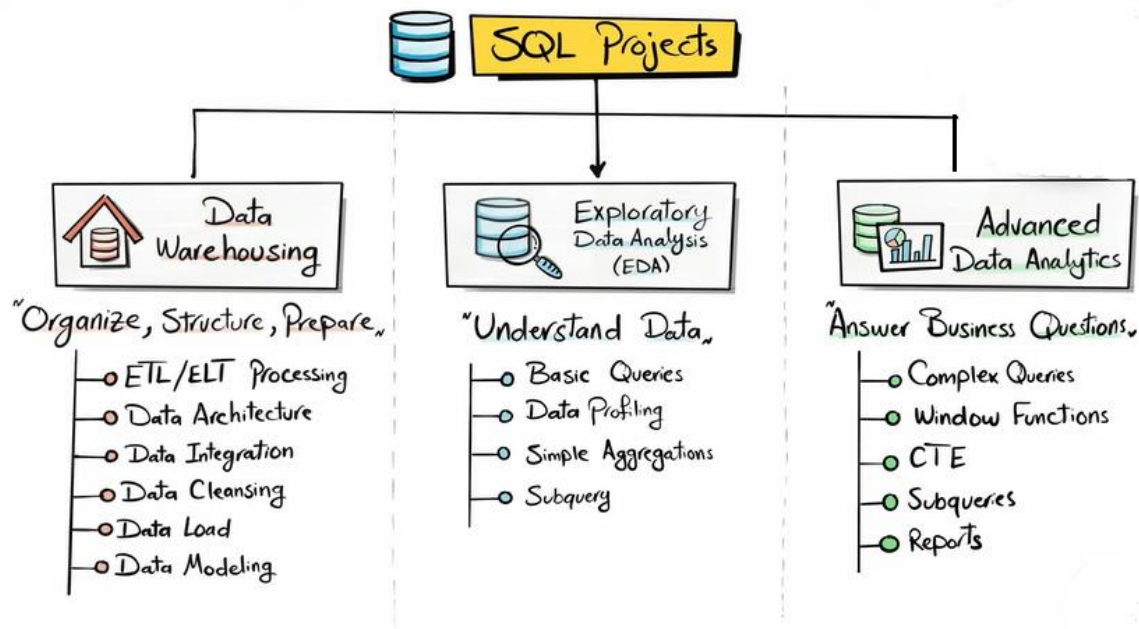 SQL Projects
Data
Warehousing
"Organize, Structure, Prepare"
ETL/ELT Processing
Data Architecture
Data Integration
Data Cleansing
Data Load
Data Modeling
Exploratory
Data Analysis
(EDA)
"Understand Data"
Basic Queries
Data Profiling
Simple Aggregations
Subquery
Advanced
Data Analytics
"Answer Business Questions"
Complex Queries
Window Functions
CTE
Subqueries
Reports